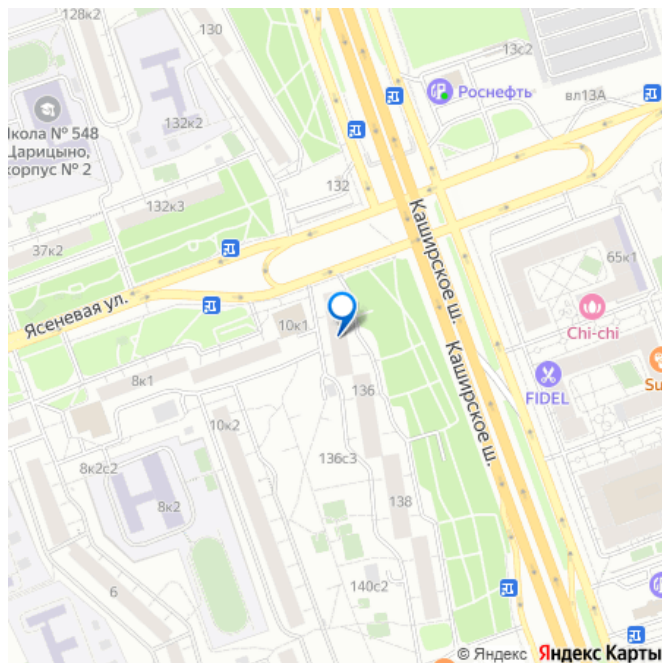 128к2
130
13с2
Роснефть
вл13А
132к2
Школа № 548
Царицыно,
корпус № 2
132
132к3
37к2
Каширское ш.
65к1
Ясеневая ул.
Chi-chi
10к1
Каширское ш.
Su
8к1
136
FIDEL
10к2
136с3
8к2с2
8к2
138
6
140с2
© Яндекс Яндекс Карты